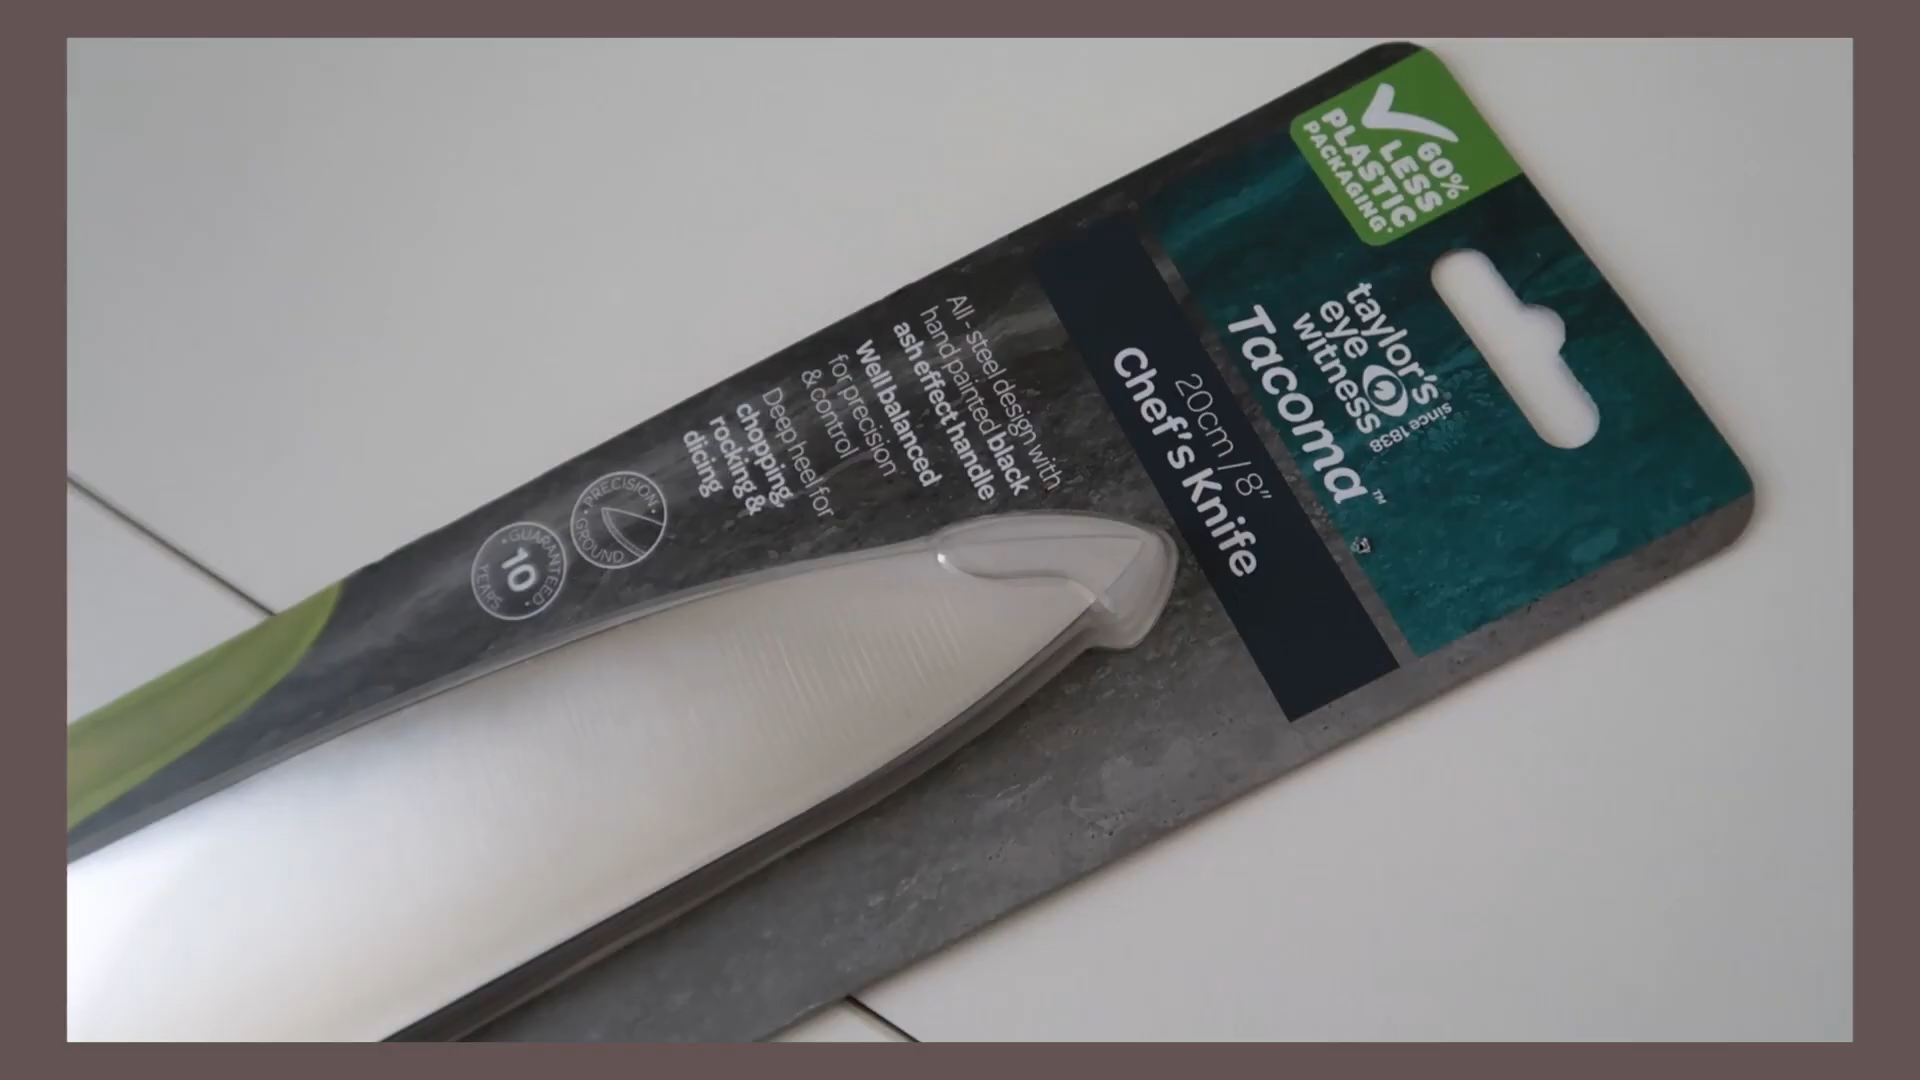 60%
LESS
PLASTIC
PACKAGING*
taylor's
eye
witness
since 1838
Tacoma™
20cm / 8"
Chef's Knife
All - steel design with
hand painted black
ash effect handle
Well balanced
for precision
& control
Deep heel for
chopping,
rocking &
dicing
PRECISION
GROUND
GUARANTEED
10
YEARS